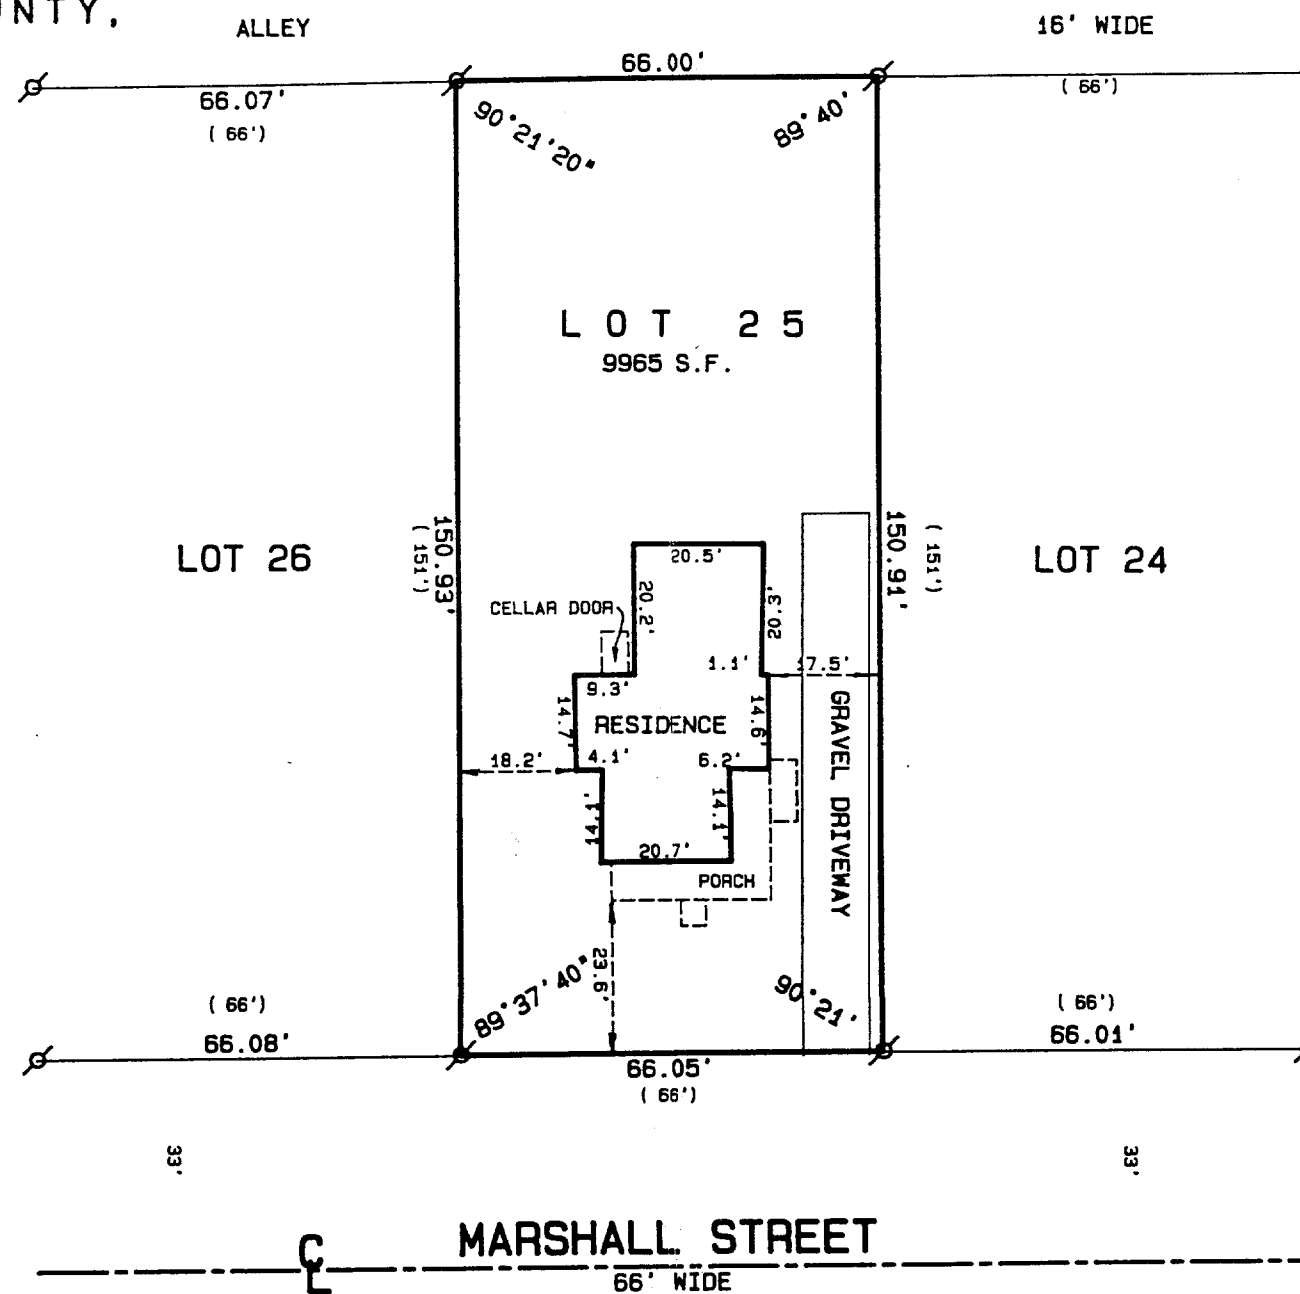 UNTY,
ALLEY
16' WIDE
66.00'
66.07'
( 66')
( 66')
90°21'20"
89°40'
LOT 25
9965 S.F.
150.93'
( 151')
150.91'
( 151')
LOT 26
LOT 24
20.5'
20.2'
20.3'
CELLAR DOOR
1.1'
17.5'
9.3'
14.7'
RESIDENCE
14.6'
GRAVEL DRIVEWAY
18.2'
4.1'
6.2'
14.1'
14.1'
20.7'
PORCH
23.6'
89°37'40"
90°21'
( 66')
66.08'
( 66')
66.01'
66.05'
( 66')
33'
33'
MARSHALL STREET
CL
66' WIDE